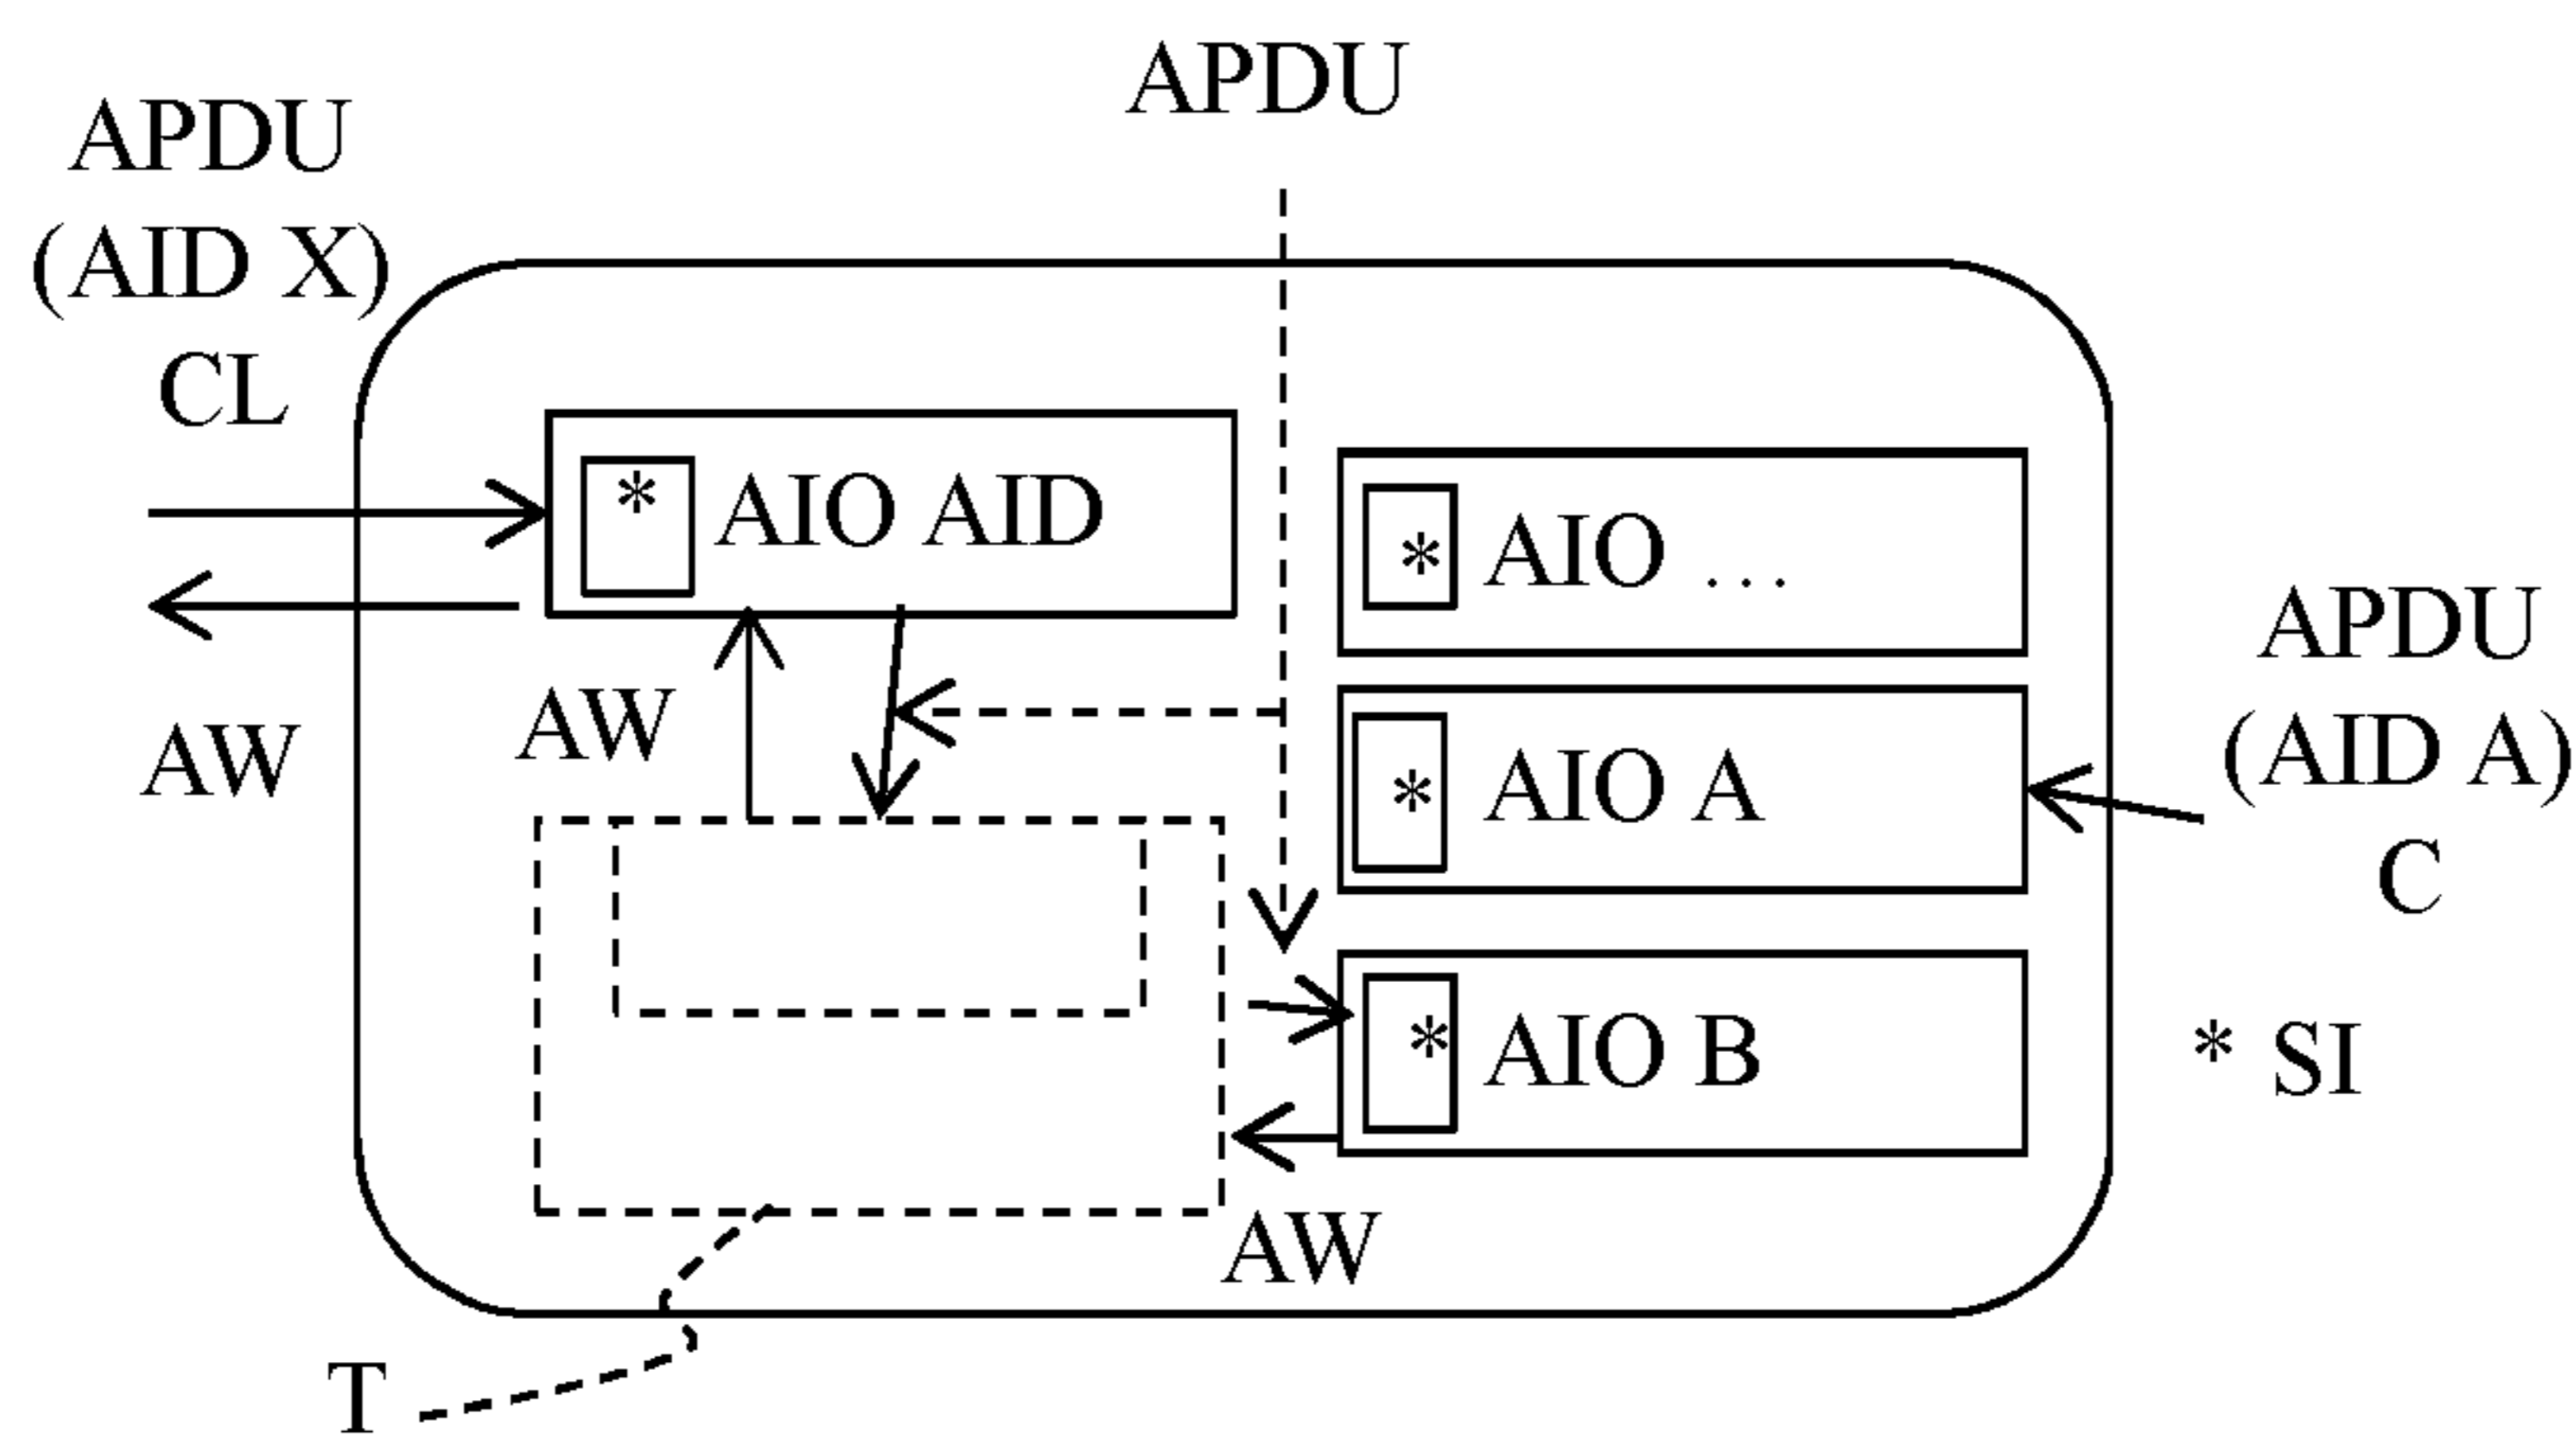 APDU
APDU
(AID X)
CL
* AIO AID
* AIO ...
APDU
(AID A)
C
AW
AW
* AIO A
* AIO B
* SI
AW
T